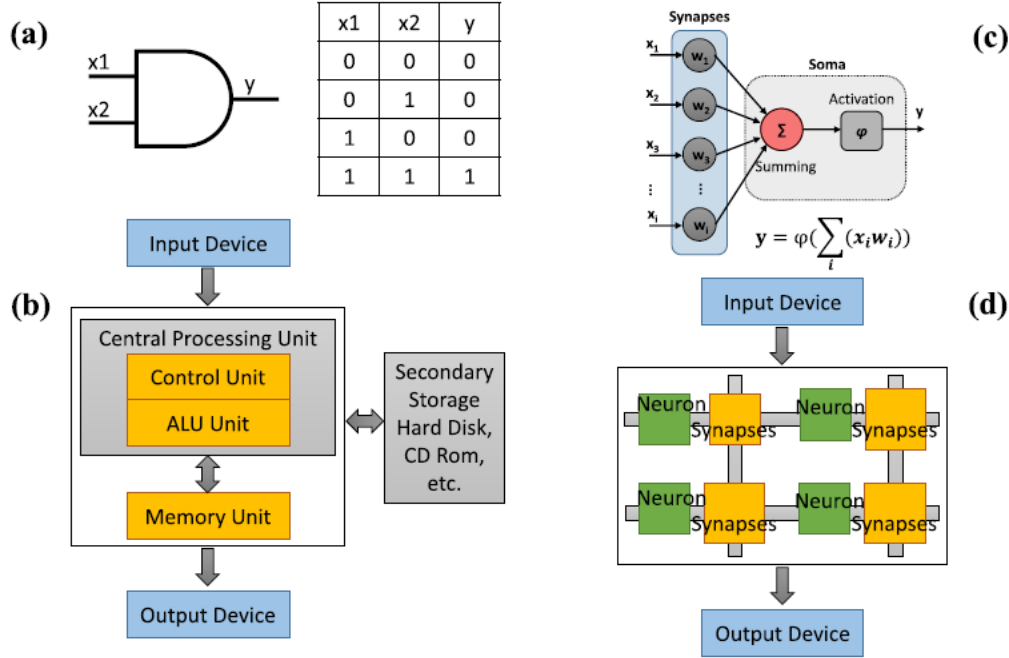 (a)
x1
x2
y
x1 x2 y
0 0 0
0 1 0
1 0 0
1 1 1
(b)
Input Device
Central Processing Unit
Control Unit
ALU Unit
Memory Unit
Secondary
Storage
Hard Disk,
CD Rom,
etc.
Output Device
(c)
Synapses
x₁ w₁
x₂ w₂
x₃ w₃
⋮ ⋮
xᵢ wᵢ
Soma
Activation
Σ φ y
Summing
y = φ(∑ᵢ(xᵢwᵢ))
(d)
Input Device
Neuron Neuron
Synapses Synapses
Neuron Neuron
Synapses Synapses
Output Device